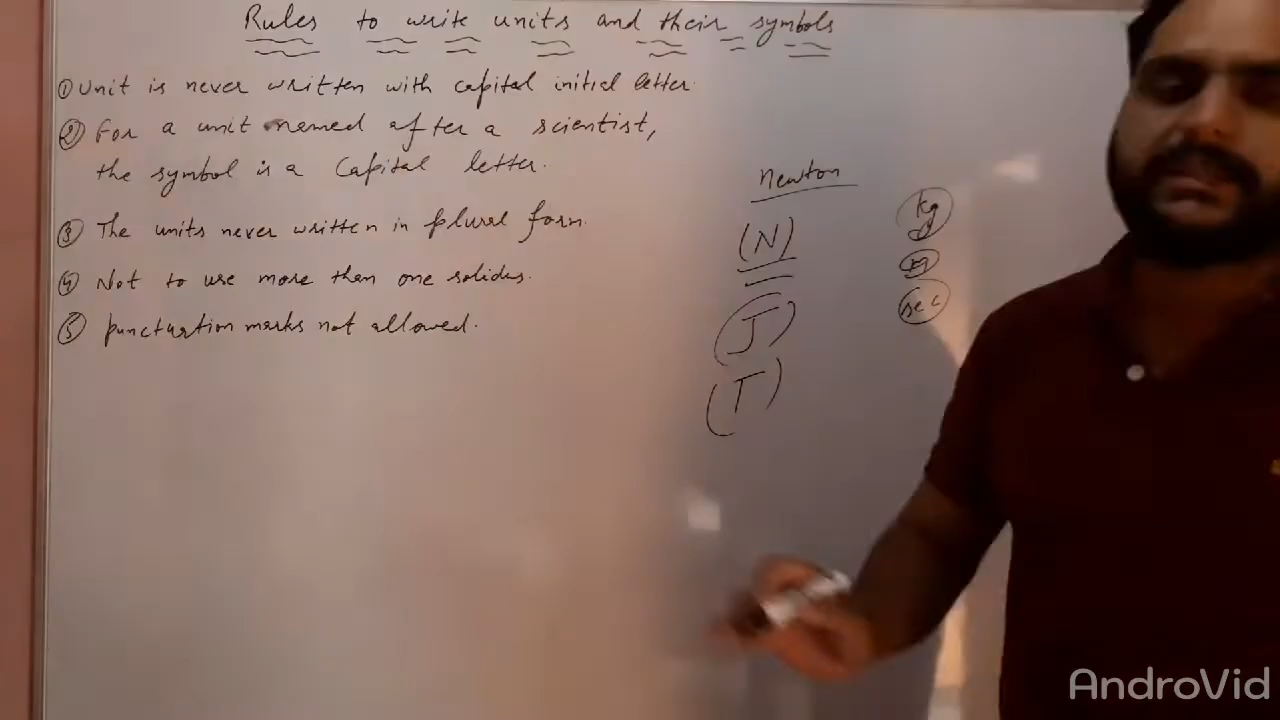 Rules to write units and their symbols
① Unit is never written with capital initial letter.
② For a unit named after a scientist,
the symbol is a Capital letter.
③ The units never written in plural form.
④ Not to use more than one solidus.
⑤ puncturtion marks not allowed.
newton
(N)
(J)
(T)
kg
sec
AndroVid